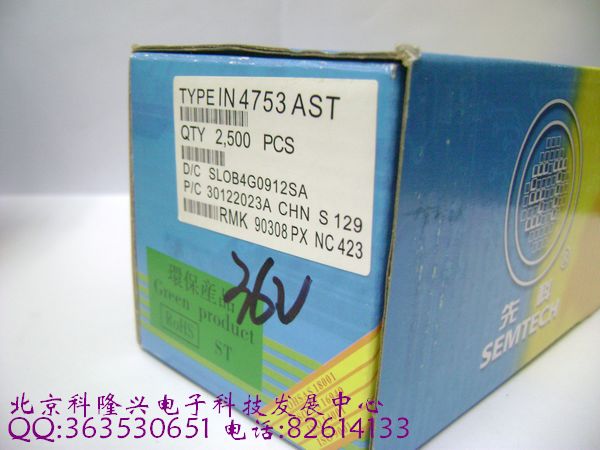 TYPE IN 4753 AST
QTY 2,500 PCS
D/C SLOB4G0912SA
P/C 30122023A CHN S 129
RMK 90308 PX NC 423
環保産品
Green product
RoHS
ST
36V
先科
SEMTECH
®
北京科隆兴电子科技发展中心
QQ:363530651 电话:82614133